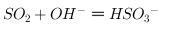 SO₂ + OH⁻ = HSO₃⁻